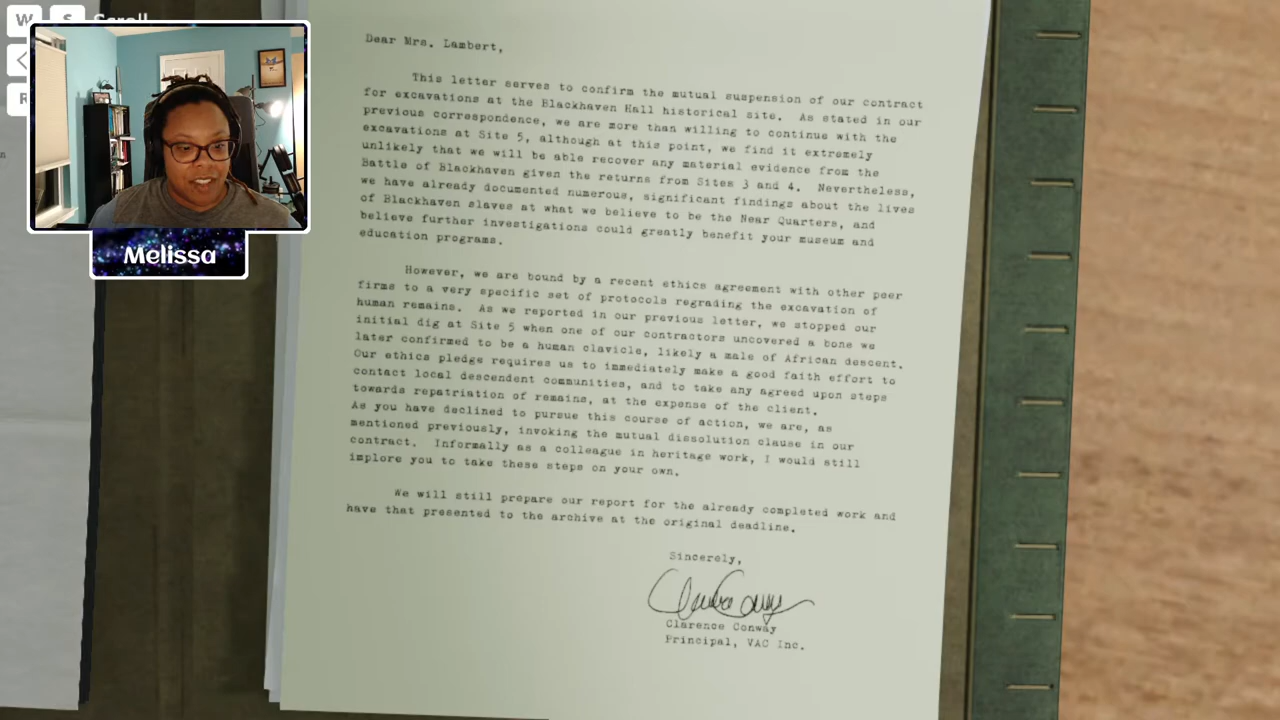 W S Scroll
<
R
Melissa
n
Dear Mrs. Lambert,
This letter serves to confirm the mutual suspension of our contract
for excavations at the Blackhaven Hall historical site. As stated in our
previous correspondence, we are more than willing to continue with the
excavations at Site 5, although at this point, we find it extremely
unlikely that we will be able recover any material evidence from the
Battle of Blackhaven given the returns from Sites 3 and 4. Nevertheless,
we have already documented numerous, significant findings about the lives
of Blackhaven slaves at what we believe to be the Near Quarters, and
believe further investigations could greatly benefit your museum and
education programs.
However, we are bound by a recent ethics agreement with other peer
firms to a very specific set of protocols regrading the excavation of
human remains. As we reported in our previous letter, we stopped our
initial dig at Site 5 when one of our contractors uncovered a bone we
later confirmed to be a human clavicle, likely a male of African descent.
Our ethics pledge requires us to immediately make a good faith effort to
contact local descendent communities, and to take any agreed upon steps
towards repatriation of remains, at the expense of the client.
As you have declined to pursue this course of action, we are, as
mentioned previously, invoking the mutual dissolution clause in our
contract. Informally as a colleague in heritage work, I would still
implore you to take these steps on your own.
We will still prepare our report for the already completed work and
have that presented to the archive at the original deadline.
Sincerely,
Clarence Conway
Principal, VAC Inc.